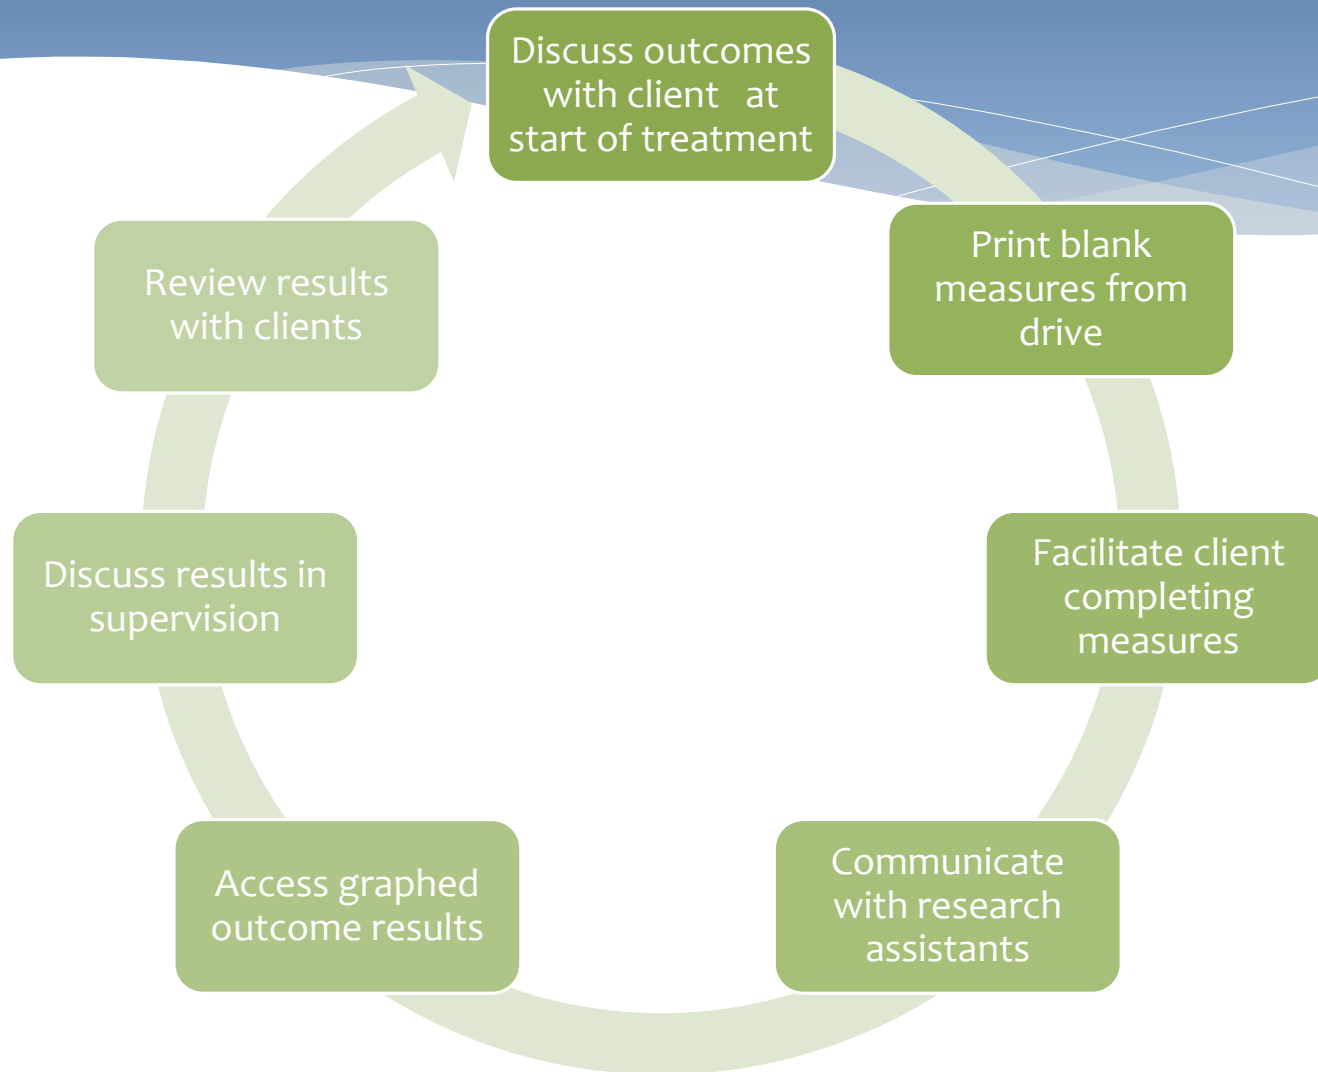 Discuss outcomes
with client at
start of treatment
Print blank
measures from
drive
Facilitate client
completing
measures
Communicate
with research
assistants
Access graphed
outcome results
Discuss results in
supervision
Review results
with clients